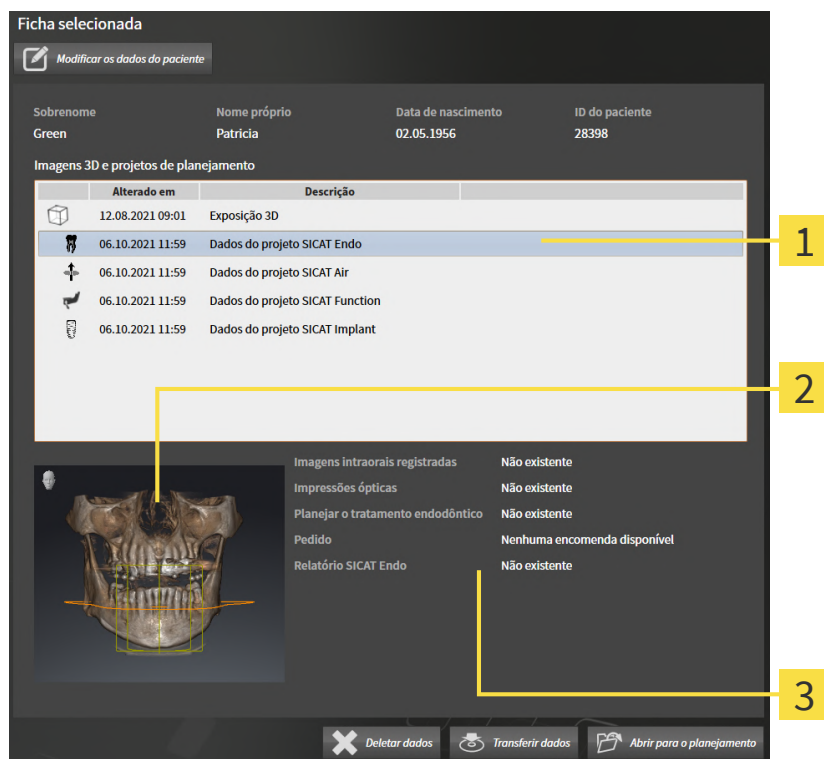 Ficha selecionada
Modificar os dados do paciente
Sobrenome Nome próprio Data de nascimento ID do paciente
Green Patricia 02.05.1956 28398
Imagens 3D e projetos de planejamento
Alterado em Descrição
12.08.2021 09:01 Exposição 3D
06.10.2021 11:59 Dados do projeto SICAT Endo
1
06.10.2021 11:59 Dados do projeto SICAT Air
06.10.2021 11:59 Dados do projeto SICAT Function
06.10.2021 11:59 Dados do projeto SICAT Implant
2
Imagens intraorais registradas Não existente
Impressões ópticas Não existente
Planejar o tratamento endodôntico Não existente
Pedido Nenhuma encomenda disponível
Relatório SICAT Endo Não existente
3
Deletar dados Transferir dados Abrir para o planejamento